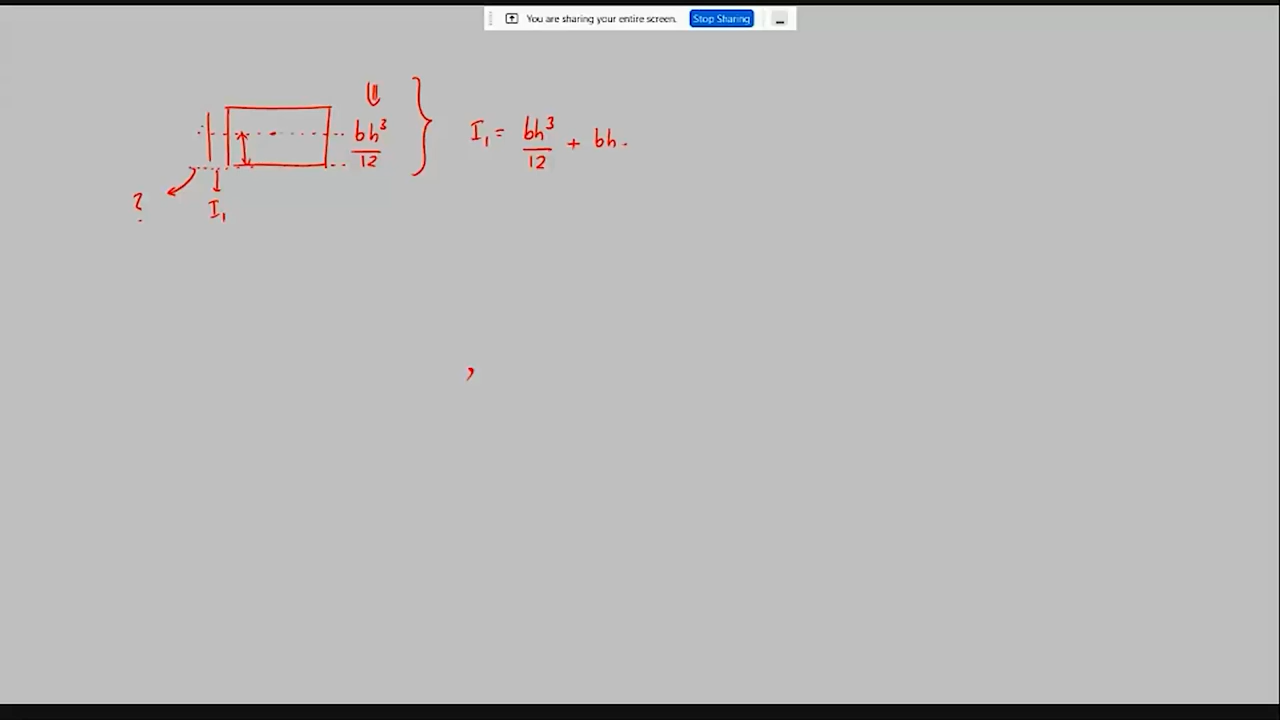 You are sharing your entire screen. Stop Sharing
bh³/12
I₁ = bh³/12 + bh.
?
I₁